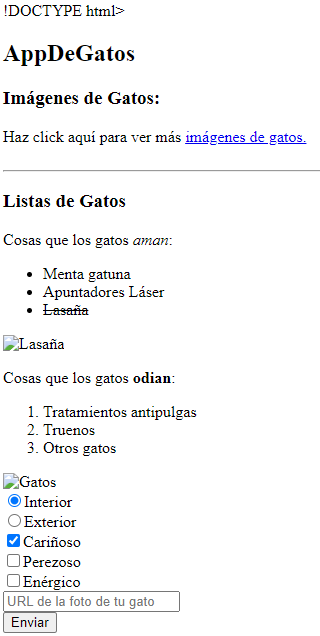 !DOCTYPE html>
AppDeGatos
Imágenes de Gatos:
Haz click aquí para ver más imágenes de gatos.
Listas de Gatos
Cosas que los gatos aman:
Menta gatuna
Apuntadores Láser
Lasaña
Lasaña
Cosas que los gatos odian:
1. Tratamientos antipulgas
2. Truenos
3. Otros gatos
Gatos
Interior
Exterior
Cariñoso
Perezoso
Enérgico
URL de la foto de tu gato
Enviar